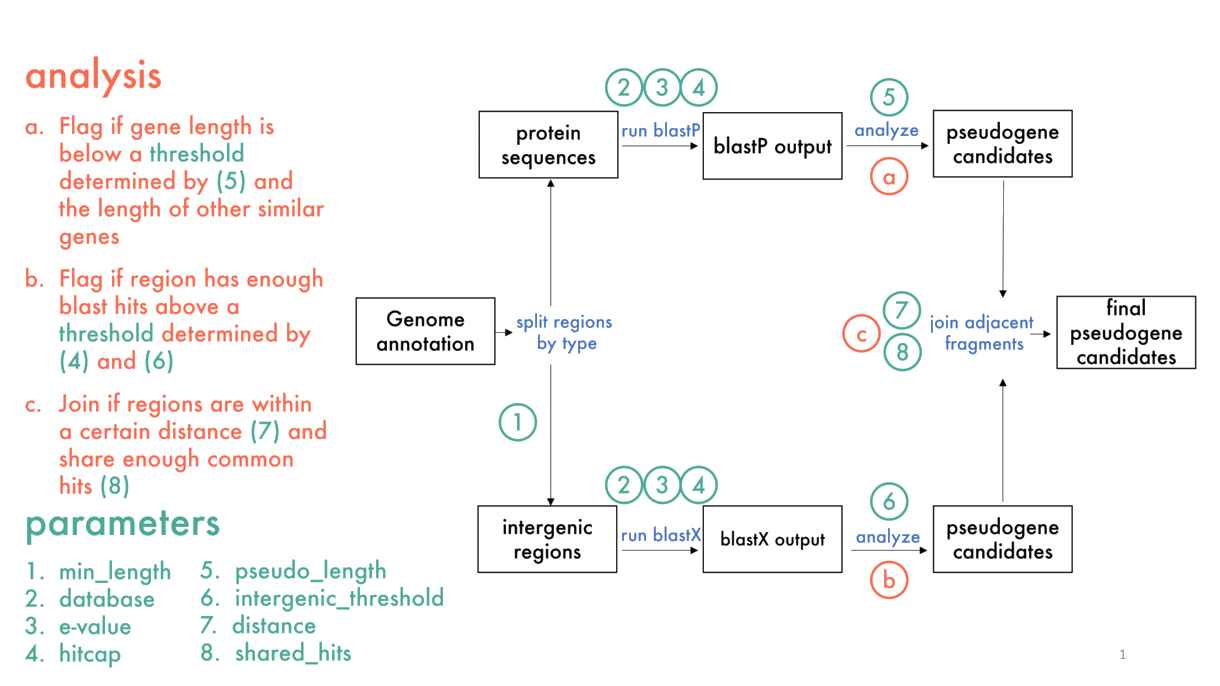 analysis
a. Flag if gene length is
below a threshold
determined by (5) and
the length of other similar
genes
b. Flag if region has enough
blast hits above a
threshold determined by
(4) and (6)
c. Join if regions are within
a certain distance (7) and
share enough common
hits (8)
parameters
1. min_length
2. database
3. e-value
4. hitcap
5. pseudo_length
6. intergenic_threshold
7. distance
8. shared_hits
Genome
annotation
split regions
by type
protein
sequences
2 3 4
run blastP
blastP output
5
analyze
a
pseudogene
candidates
1
intergenic
regions
2 3 4
run blastX
blastX output
6
analyze
b
pseudogene
candidates
c
7
8
join adjacent
fragments
final
pseudogene
candidates
1